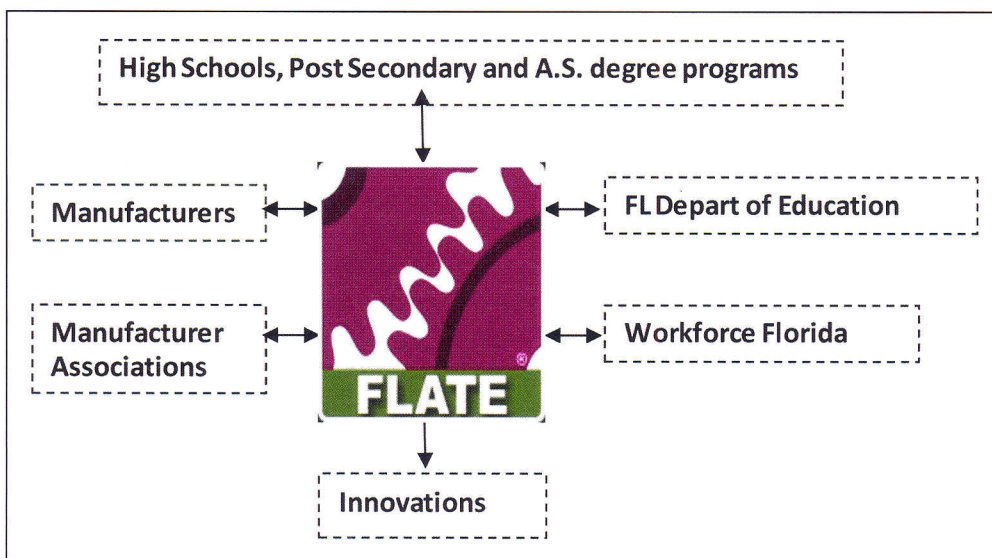 High Schools, Post Secondary and A.S. degree programs
Manufacturers
FL Depart of Education
Manufacturer
Associations
Workforce Florida
®
FLATE
Innovations